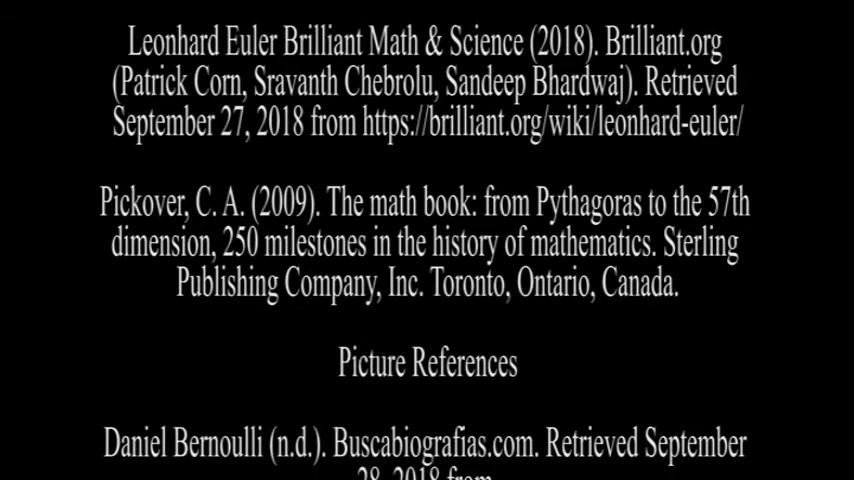 Leonhard Euler Brilliant Math & Science (2018). Brilliant.org
(Patrick Corn, Sravanth Chebrolu, Sandeep Bhardwaj). Retrieved
September 27, 2018 from https://brilliant.org/wiki/leonhard-euler/
Pickover, C. A. (2009). The math book: from Pythagoras to the 57th
dimension, 250 milestones in the history of mathematics. Sterling
Publishing Company, Inc. Toronto, Ontario, Canada.
Picture References
Daniel Bernoulli (n.d.). Buscabiografias.com. Retrieved September
28, 2018 from